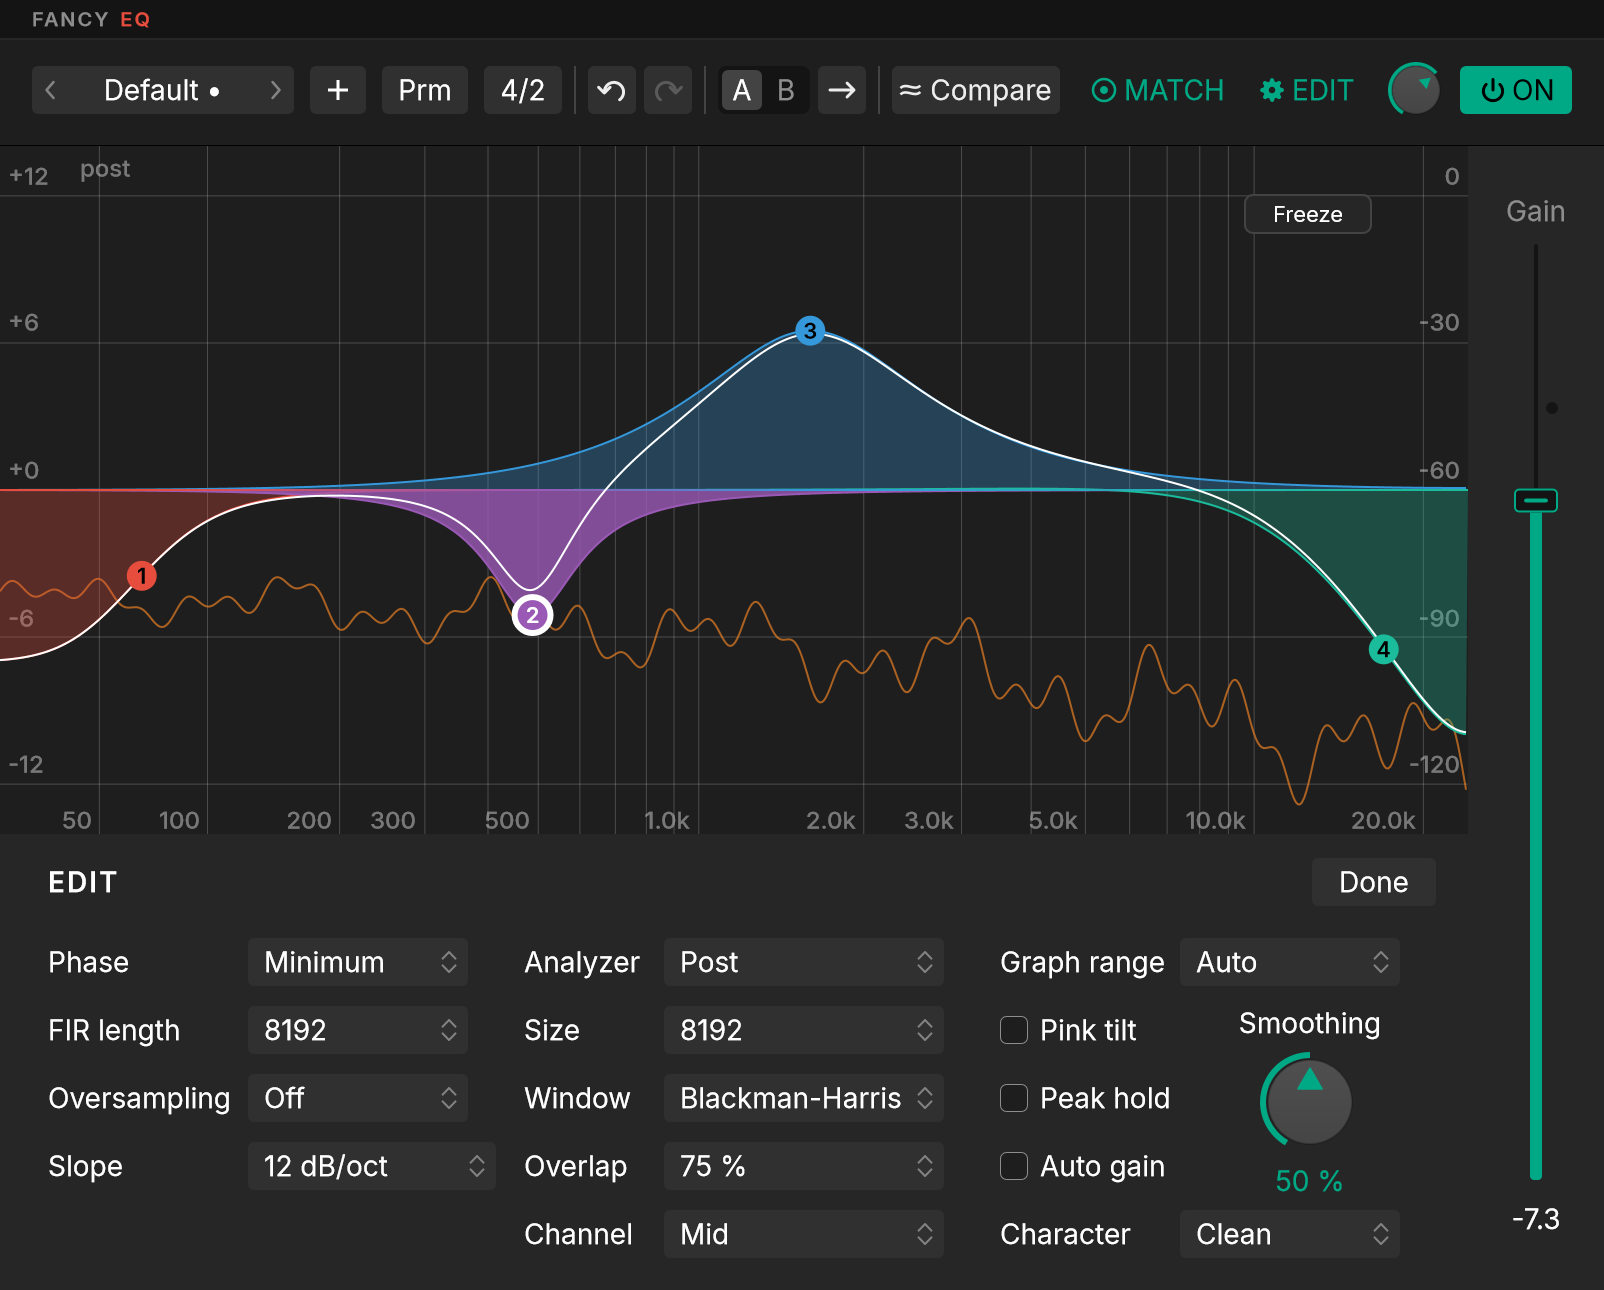 FANCY EQ
Default •
+
Prm
4/2
A B
→
≈ Compare
MATCH
EDIT
ON
+12 post 0
Freeze
Gain
+6 -30
3
+0 -60
1
2
-6 -90
4
-12 -120
50 100 200 300 500 1.0k 2.0k 3.0k 5.0k 10.0k 20.0k
EDIT Done
Phase Minimum Analyzer Post Graph range Auto
FIR length 8192 Size 8192 Pink tilt Smoothing
Oversampling Off Window Blackman-Harris Peak hold
Slope 12 dB/oct Overlap 75 % Auto gain 50 %
Channel Mid Character Clean
-7.3